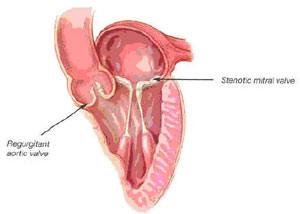 Stenotic mitral valve
Regurgitant
aortic valve